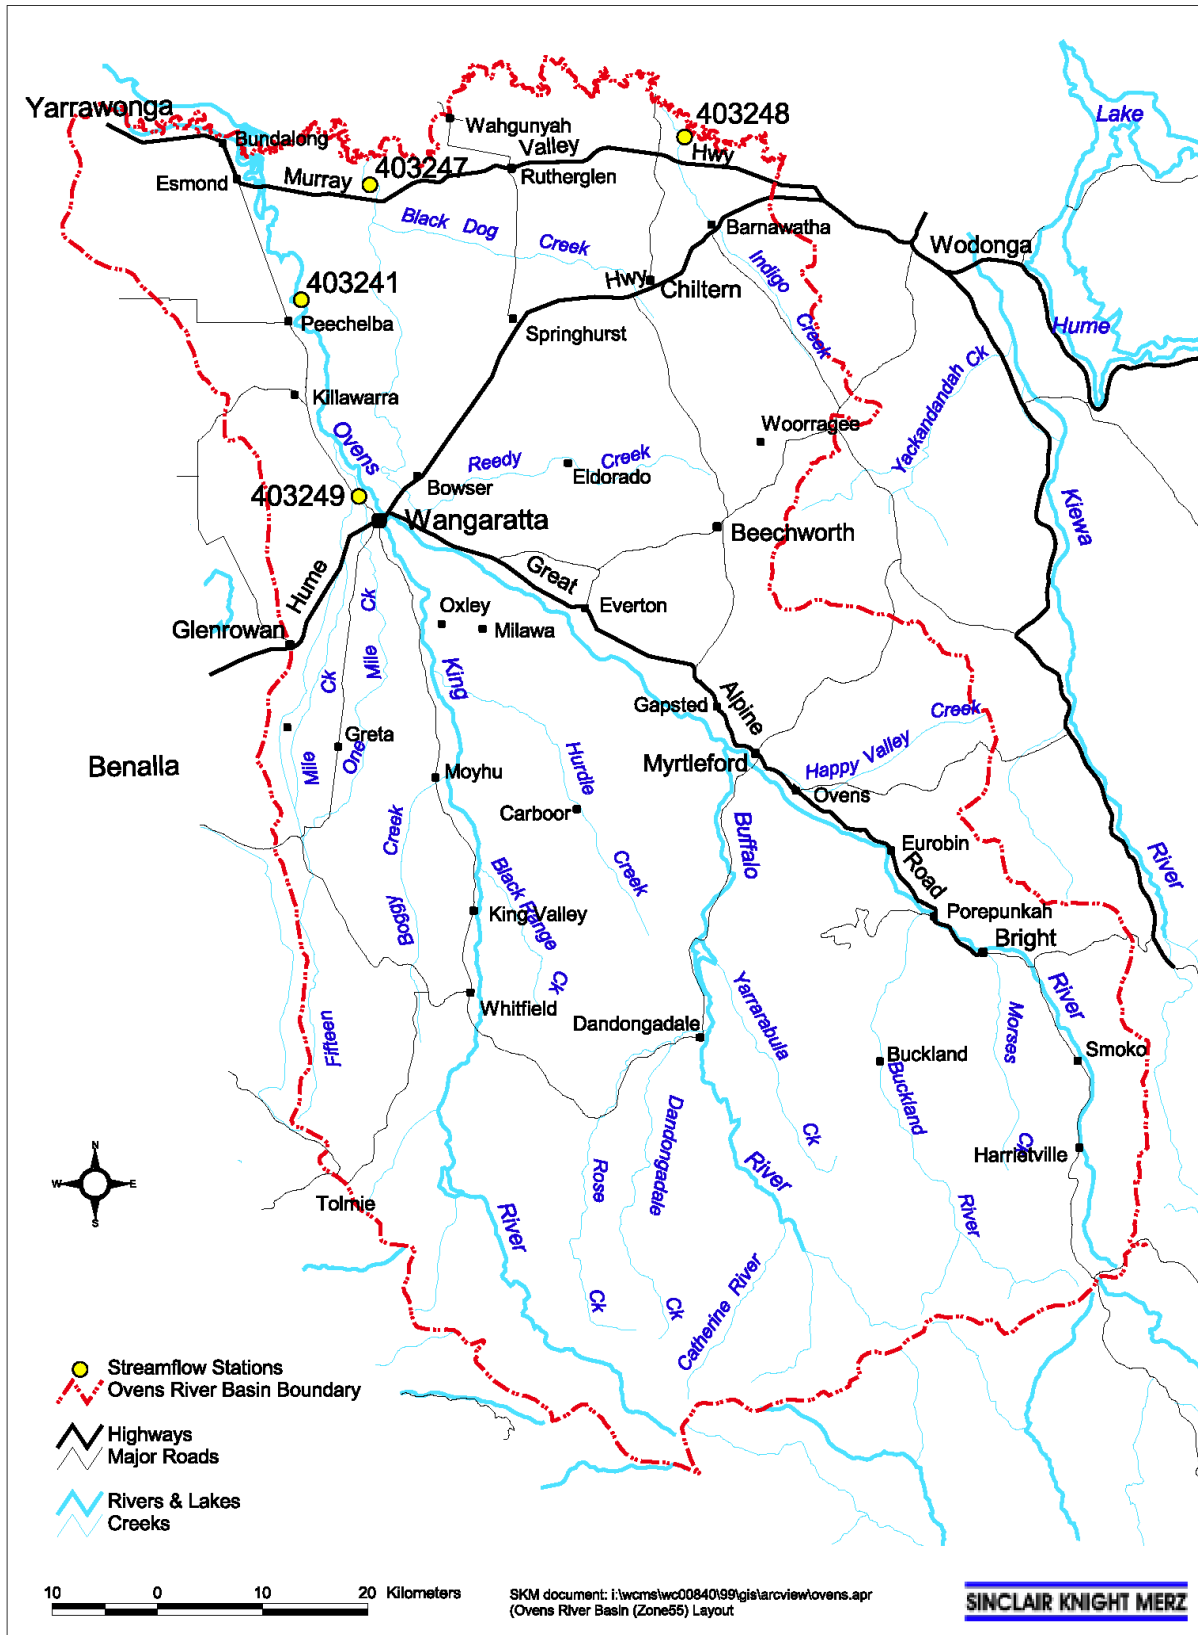 Yarrawonga
Bundalong
Esmond
Wahgunyah
Valley
403248
Hwy
Lake
Murray
403247
Rutherglen
Black Dog Creek
Barnawatha
Wodonga
Indigo
Creek
Hwy
Chiltern
403241
Peechelba
Springhurst
Hume
Yackandandah Ck
Killawarra
Ovens
Woorragee
Reedy Creek
Eldorado
Bowser
403249
Wangaratta
Beechworth
Kiewa
Hume
Great
Everton
Oxley
Milawa
Glenrowan
Ck
Mile
One
Ck
Mile
Fifteen
King
Gapsted
Alpine
Creek
Happy Valley
Greta
Benalla
Moyhu
Hurdle
Creek
Myrtleford
Ovens
Carboor
Buffalo
Eurobin
Road
River
Creek
Boggy
Black Range
Ck
King Valley
Porepunkah
Bright
Whitfield
Yarrarabula
Ck
River
Morses
Ck
Dandongadale
Buckland
Buckland
River
Smoko
Dandongadale
Ck
Rose
Ck
River
Harrietville
Tolmie
River
Catherine River
N
W
E
S
Streamflow Stations
Ovens River Basin Boundary
Highways
Major Roads
Rivers & Lakes
Creeks
10 0 10 20 Kilometers
SKM document: i:\wcms\wc00840\99\gis\arcview\ovens.apr
(Ovens River Basin (Zone55) Layout
SINCLAIR KNIGHT MERZ